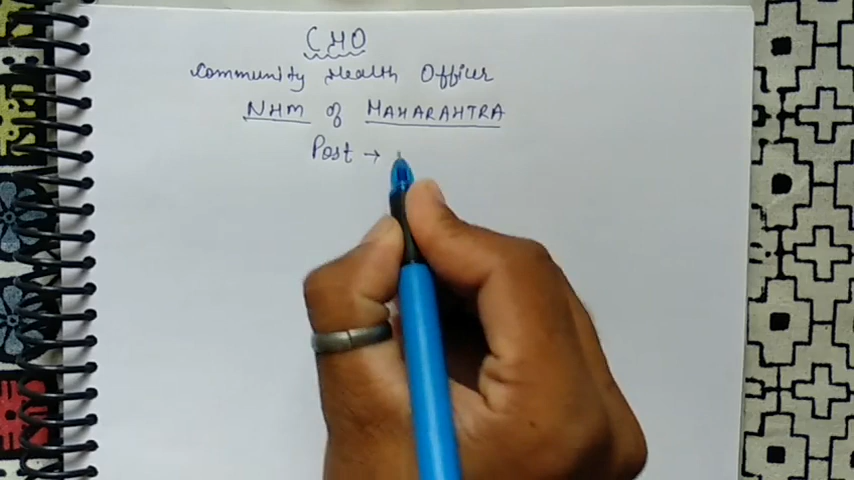 CHO
Community Health Officer
NHM of MAHARAHTRA
Post →